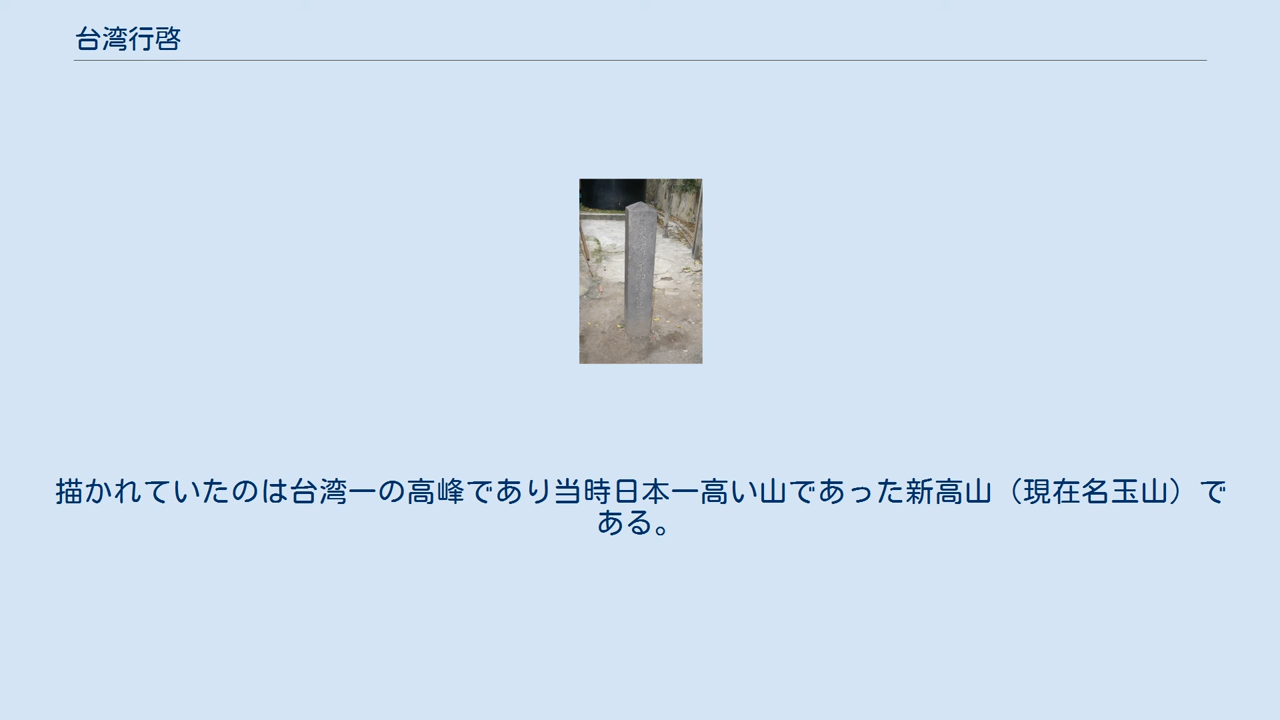 台湾行啓
描かれていたのは台湾一の高峰であり当時日本一高い山であった新高山（現在名玉山）で
ある。